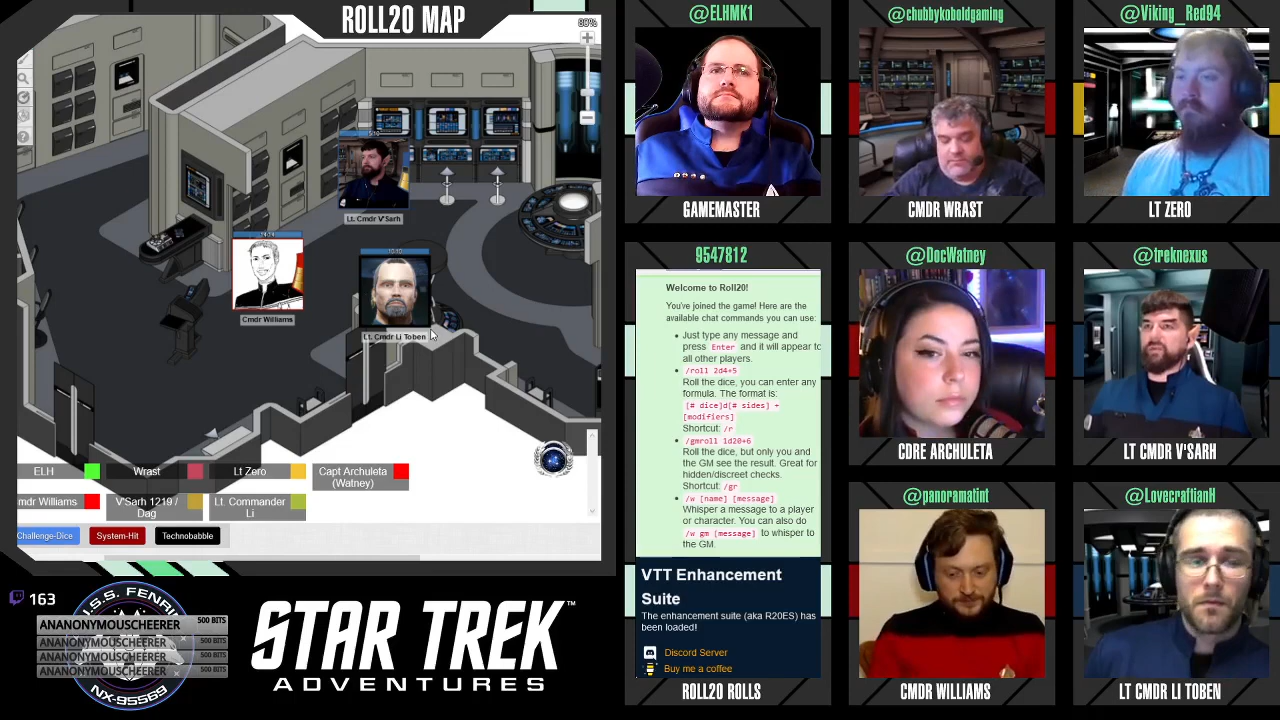 ROLL20 MAP
88%
Lt. Cmdr V'Sarh
Cmdr Williams
Lt. Cmdr Li Toben
ELH
Wrast
Lt Zero
Capt Archuleta
(Watney)
mdr Williams
V'Sarh 1219 /
Dag
Lt. Commander
Li
Challenge-Dice
System-Hit
Technobabble
163
U.S.S. FENRI
ANANONYMOUSCHEERER 500 BITS
ANANONYMOUSCHEERER 500 BITS
ANANONYMOUSCHEERER 500 BITS
ANANONYMOUSCHEERER 500 BITS
NX-95569
STAR TREK™
ADVENTURES
@ELHMK1
GAMEMASTER
@chubbykoboldgaming
CMDR WRAST
@Viking_Red94
LT ZERO
9547812
Welcome to Roll20!
You've joined the game! Here are the
available chat commands you can use:
Just type any message and
press Enter and it will appear to
all other players.
/roll 2d4+5
Roll the dice, you can enter any
formula. The format is:
[# dice]d[# sides] +
[modifiers]
Shortcut: /r
/gmroll 1d20+6
Roll the dice, but only you and
the GM see the result. Great for
hidden/discreet checks.
Shortcut: /gr
/w [name] [message]
Whisper a message to a player
or character. You can also do
/w gm [message] to whisper to
the GM.
VTT Enhancement
Suite
The enhancement suite (aka R20ES) has
been loaded!
Discord Server
Buy me a coffee
ROLL20 ROLLS
@DocWatney
CDRE ARCHULETA
@treknexus
LT CMDR V'SARH
@panoramatint
CMDR WILLIAMS
@LovecraftianH
LT CMDR LI TOBEN